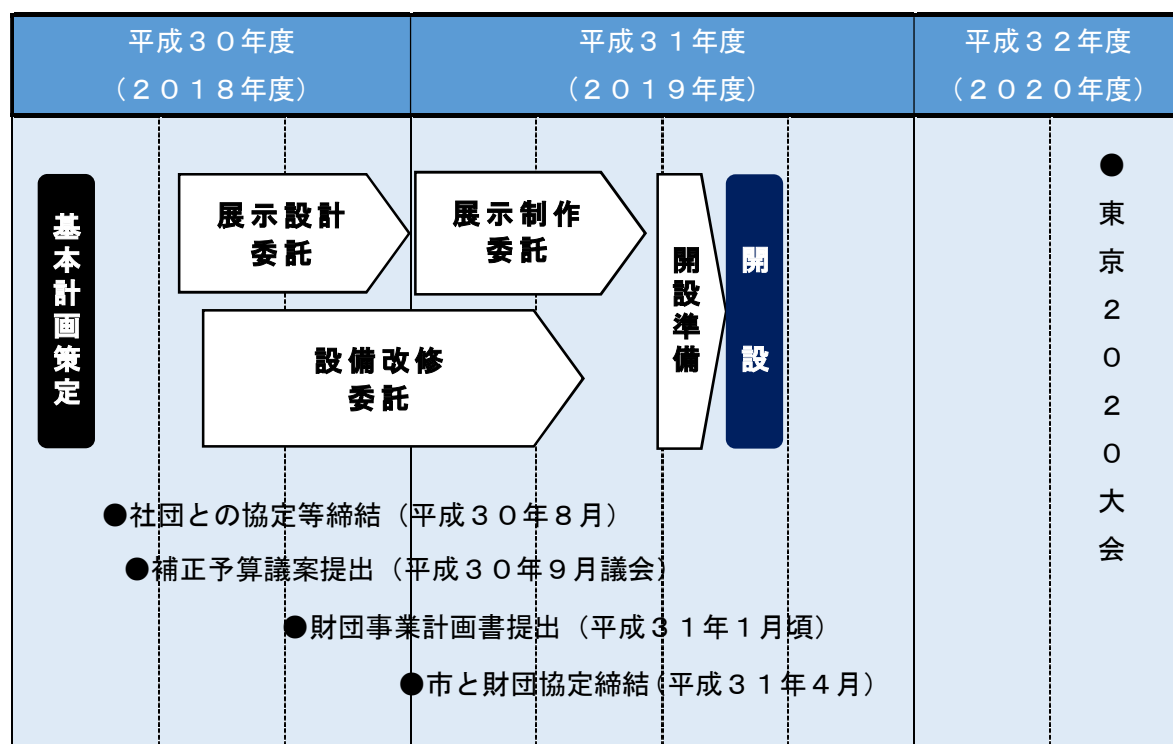 平成３０年度
（２０１８年度）
平成３１年度
（２０１９年度）
平成３２年度
（２０２０年度）
基本計画策定
展示設計
委託
展示制作
委託
設備改修
委託
開設準備
開設
●東京２０２０大会
●社団との協定等締結（平成３０年８月）
●補正予算議案提出（平成３０年９月議会）
●財団事業計画書提出（平成３１年１月頃）
●市と財団協定締結（平成３１年４月）